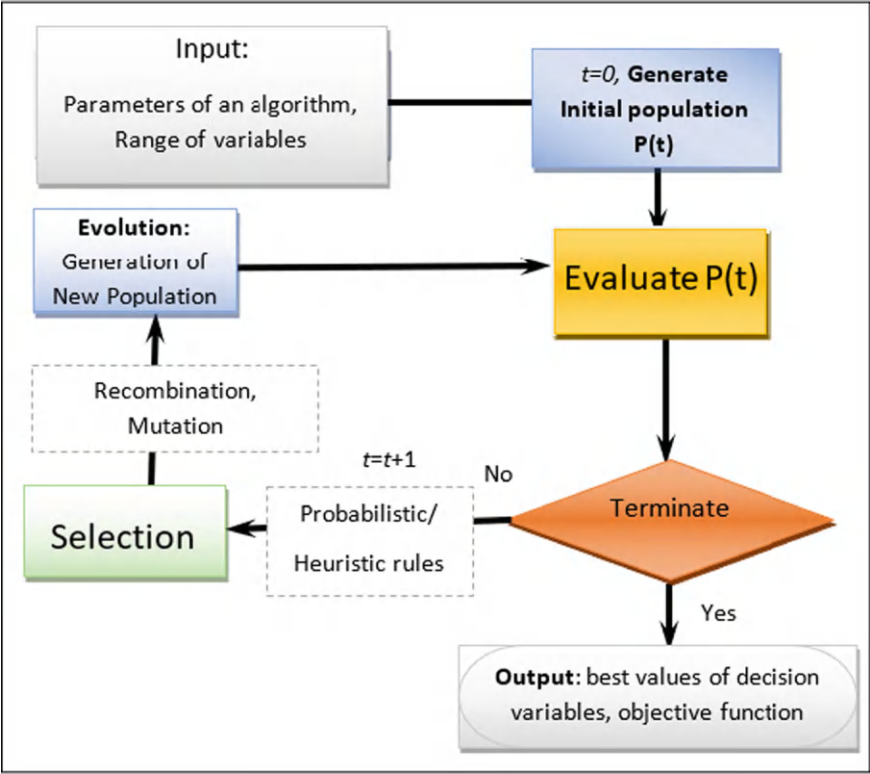 Input:
Parameters of an algorithm,
Range of variables
t=0, Generate
Initial population
P(t)
Evolution:
Generation of
New Population
Evaluate P(t)
Recombination,
Mutation
t=t+1
No
Probabilistic/
Heuristic rules
Selection
Terminate
Yes
Output: best values of decision
variables, objective function